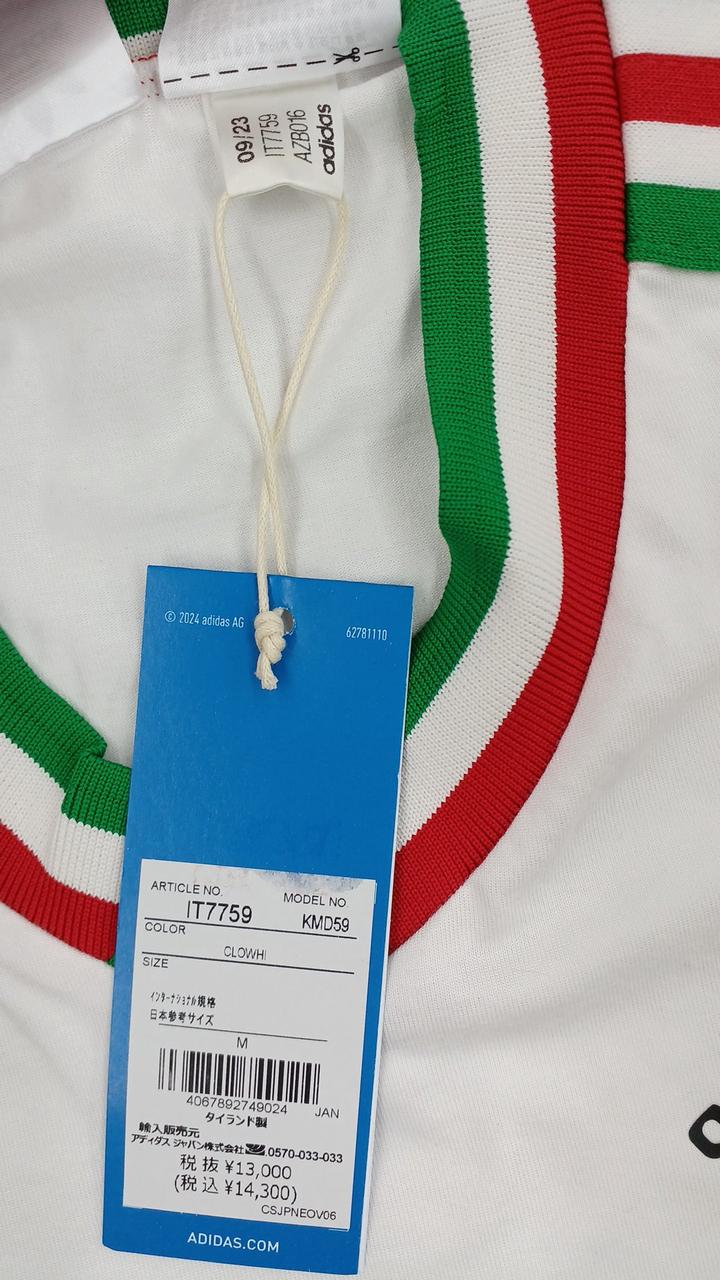 09/23
IT7759
AZB016
adidas
© 2024 adidas AG
62781110
ARTICLE NO.
MODEL NO
IT7759
KMD59
COLOR
CLOWHI
SIZE
インターナショナル規格
日本参考サイズ
M
4067892749024
JAN
タイランド製
輸入販売元
アディダス ジャパン株式会社 .0570-033-033
税抜 ¥13,000
(税込 ¥14,300)
CSJPNEOV06
ADIDAS.COM